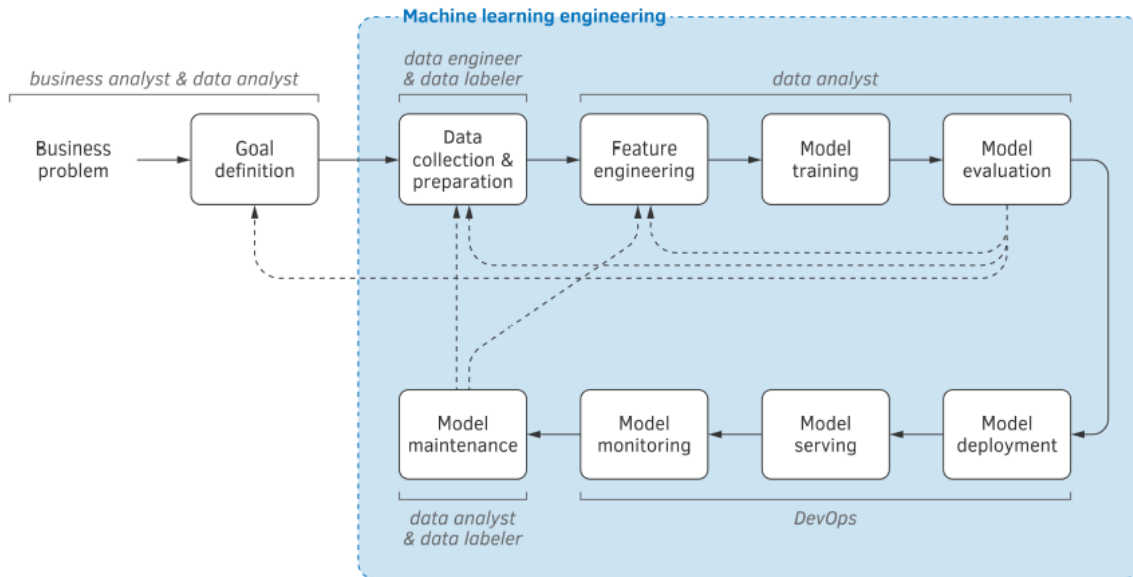 Machine learning engineering
business analyst & data analyst
data engineer
& data labeler
data analyst
Business
problem
Goal
definition
Data
collection &
preparation
Feature
engineering
Model
training
Model
evaluation
Model
maintenance
Model
monitoring
Model
serving
Model
deployment
data analyst
& data labeler
DevOps